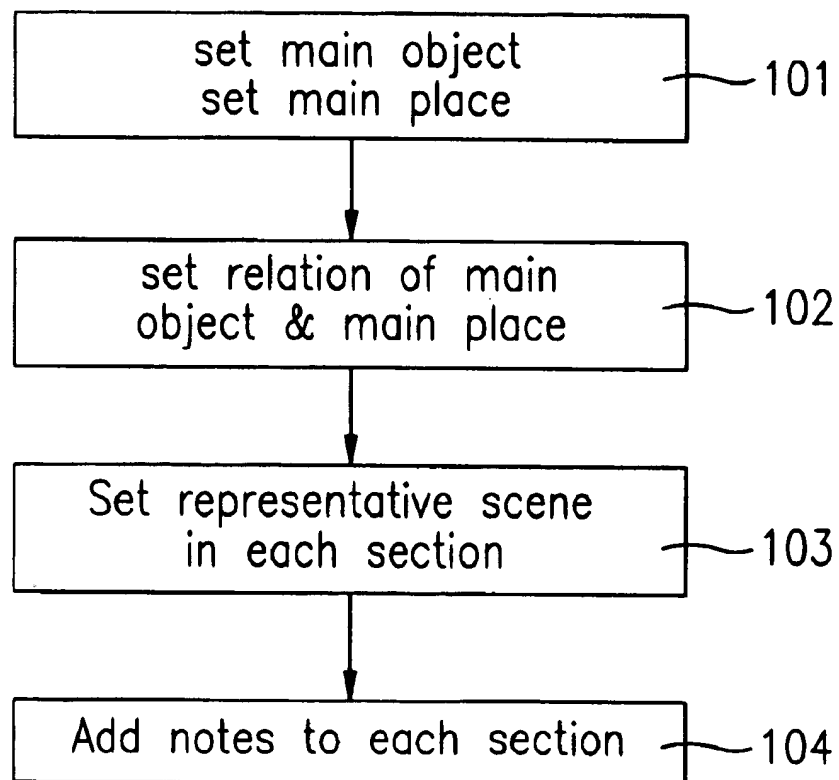 set main object
set main place
101
set relation of main
object & main place
102
Set representative scene
in each section
103
Add notes to each section
104